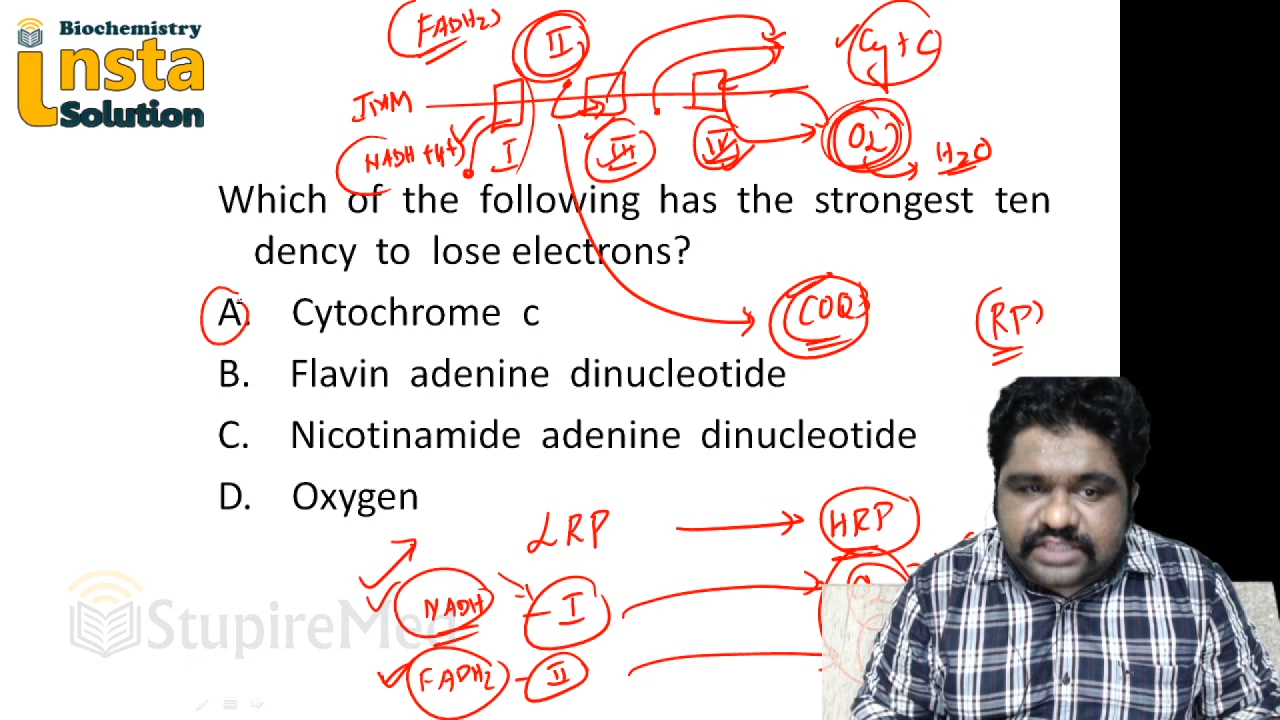 Biochemistry
Insta
Solution
FADH2
II
Cyt C
IMM
NADH+H+
I
III
IV
O2
H2O
Which of the following has the strongest ten
dency to lose electrons?
COQ
RP
A. Cytochrome c
B. Flavin adenine dinucleotide
C. Nicotinamide adenine dinucleotide
D. Oxygen
LRP
HRP
NADH
I
O2
StupireMed
FADH2
II